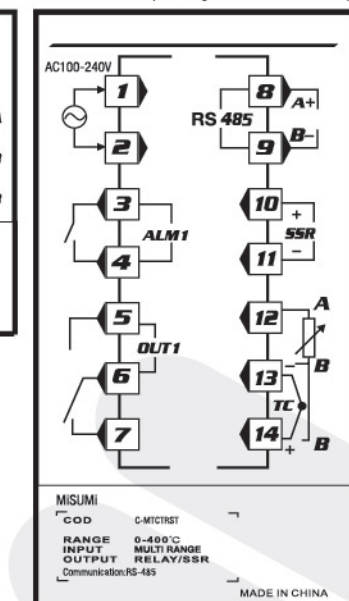 AC100-240V
1
2
3
4
ALM1
5
6
7
OUT1
8
9
RS 485
A+
B-
10
11
+
SSR
-
12
13
14
A
B
B
-
TC
+
MiSUMi
COD C-MTCTRST
RANGE 0-400℃
INPUT MULTI RANGE
OUTPUT RELAY/SSR
Communication:RS-485
MADE IN CHINA